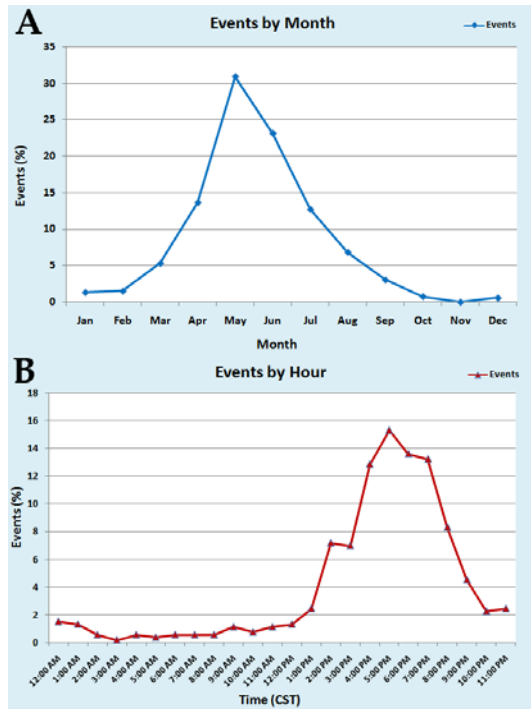 A
Events by Month
Events
35
30
25
20
15
10
5
0
Events (%)
Jan Feb Mar Apr May Jun Jul Aug Sep Oct Nov Dec
Month
B
Events by Hour
Events
18
16
14
12
10
8
6
4
2
0
Events (%)
12:00 AM 1:00 AM 2:00 AM 3:00 AM 4:00 AM 5:00 AM 6:00 AM 7:00 AM 8:00 AM 9:00 AM 10:00 AM 11:00 AM 12:00 PM 1:00 PM 2:00 PM 3:00 PM 4:00 PM 5:00 PM 6:00 PM 7:00 PM 8:00 PM 9:00 PM 10:00 PM 11:00 PM
Time (CST)